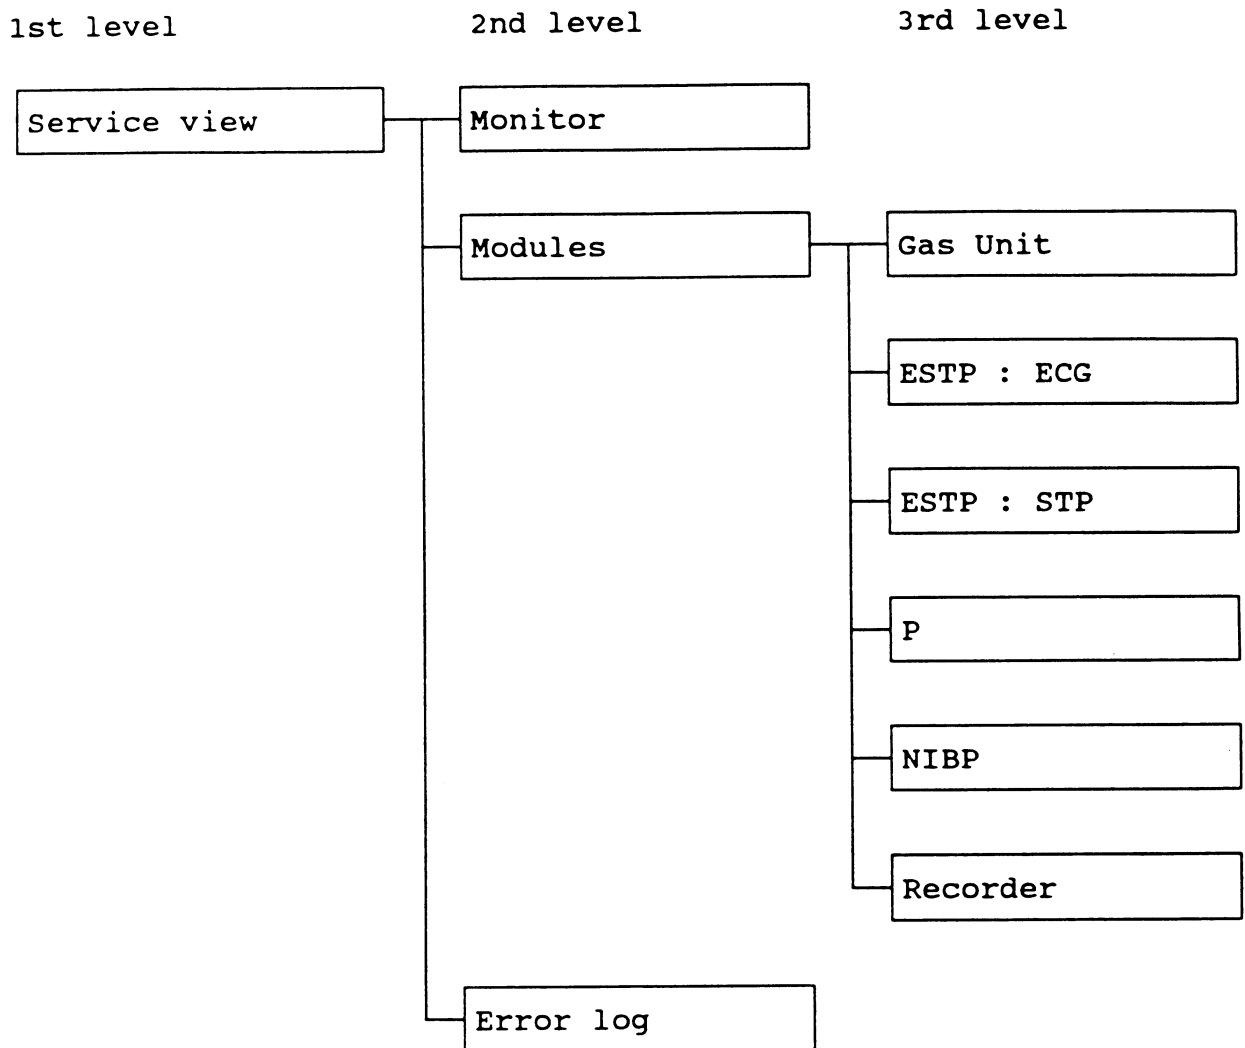 1st level 2nd level 3rd level
Service view
Monitor
Modules
Gas Unit
ESTP : ECG
ESTP : STP
P
NIBP
Recorder
Error log